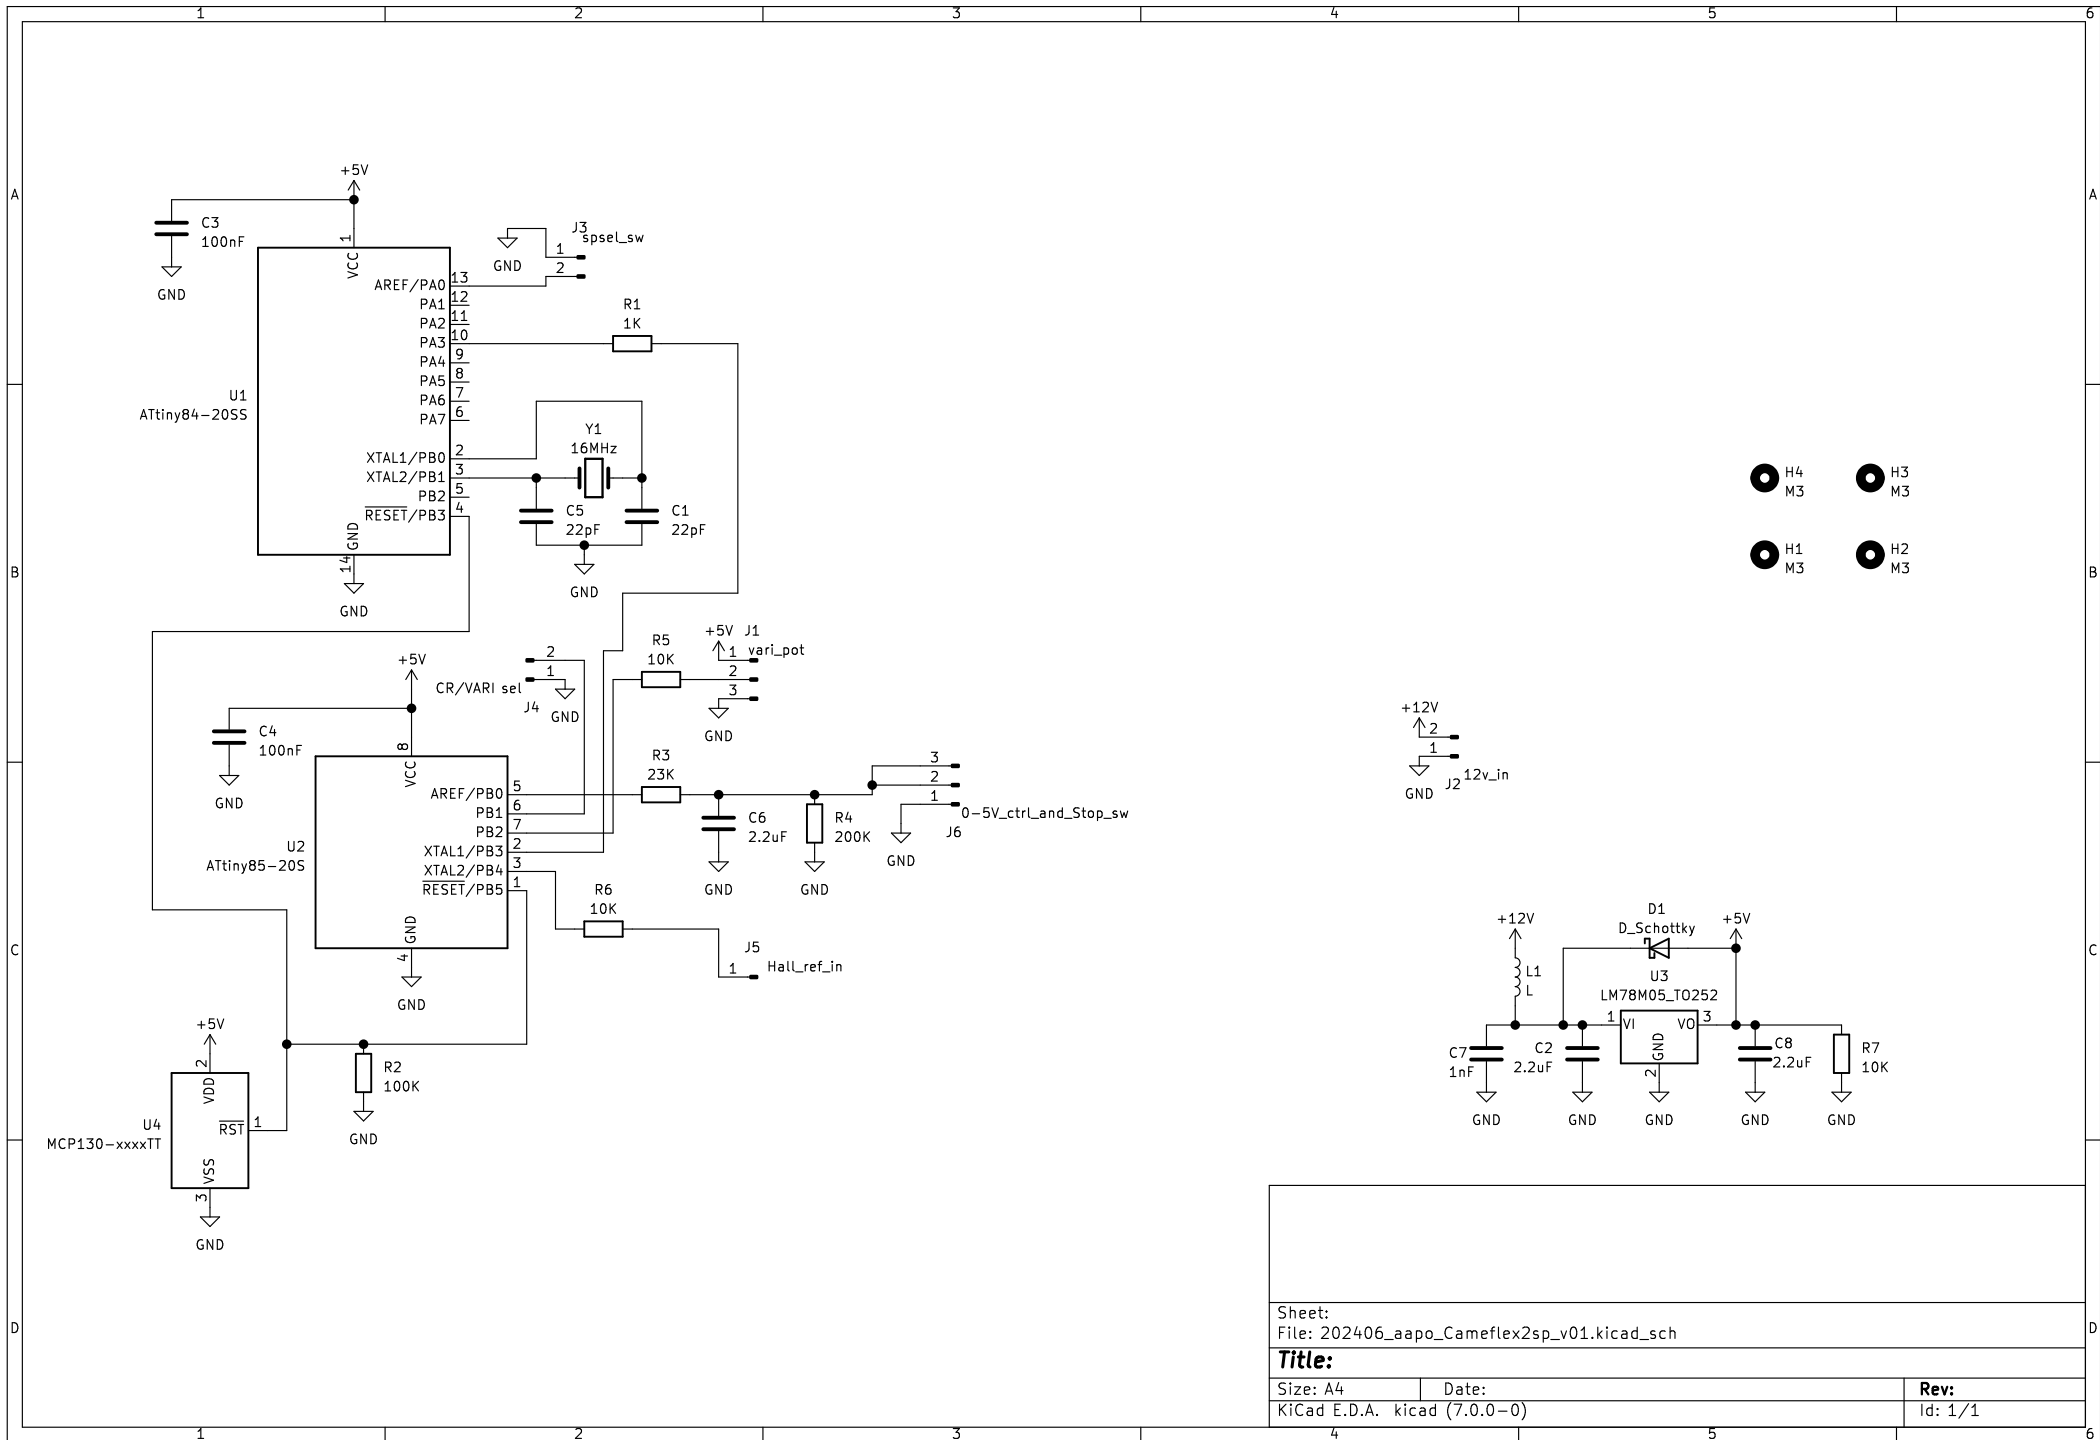 1 2 3 4 5 6
A
B
C
D
A
B
C
D
1 2 3 4 5 6
+5V
C3
100nF
GND
1
VCC
U1
ATtiny84-20SS
AREF/PA0 13
PA1 12
PA2 11
PA3 10
PA4 9
PA5 8
PA6 7
PA7 6
XTAL1/PB0 2
XTAL2/PB1 3
PB2 5
RESET/PB3 4
GND
14
GND
J3
spsel_sw
1
2
GND
R1
1K
Y1
16MHz
C5
22pF
C1
22pF
GND
H4
M3
H3
M3
H1
M3
H2
M3
+5V
C4
100nF
GND
8
VCC
U2
ATtiny85-20S
AREF/PB0 5
PB1 6
PB2 7
XTAL1/PB3 2
XTAL2/PB4 3
RESET/PB5 1
GND
4
GND
2
1
CR/VARI sel
J4
GND
R5
10K
+5V
J1
vari_pot
1
2
3
GND
R3
23K
C6
2.2uF
GND
R4
200K
GND
3
2
1
0-5V_ctrl_and_Stop_sw
J6
GND
R6
10K
J5
Hall_ref_in
1
+5V
2
VDD
U4
MCP130-xxxxTT
RST 1
VSS
3
GND
R2
100K
GND
+12V
2
1
12v_in
J2
GND
+12V
L1
L
D1
D_Schottky
+5V
U3
LM78M05_TO252
1 VI
VO 3
GND
2
C7
1nF
C2
2.2uF
C8
2.2uF
R7
10K
GND
GND
GND
GND
GND
Sheet:
File: 202406_aapo_Cameflex2sp_v01.kicad_sch
Title:
Size: A4 Date: Rev:
KiCad E.D.A. kicad (7.0.0-0) Id: 1/1